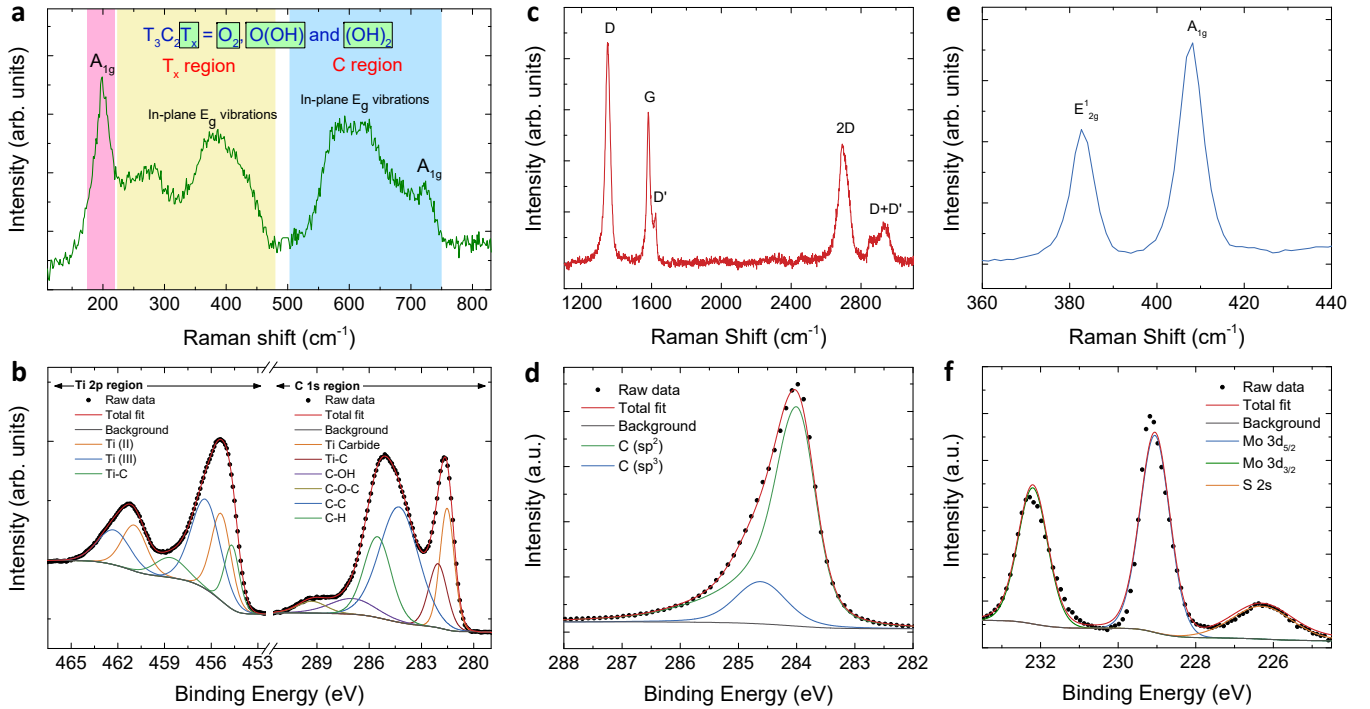 a
T₃C₂Tₓ = O₂, O(OH) and (OH)₂
A₁g
Tₓ region
C region
In-plane Eg vibrations
In-plane Eg vibrations
A₁g
Intensity (arb. units)
100 200 300 400 500 600 700 800
Raman shift (cm⁻¹)
c
D
G
D'
2D
D+D'
Intensity (arb. units)
1200 1600 2000 2400 2800
Raman Shift (cm⁻¹)
e
E¹₂g
A₁g
Intensity (arb. units)
360 380 400 420 440
Raman Shift (cm⁻¹)
b
Ti 2p region
Raw data
Total fit
Background
Ti (II)
Ti (III)
Ti-C
C 1s region
Raw data
Total fit
Background
Ti Carbide
Ti-C
C-OH
C-O-C
C-C
C-H
Intensity (arb. units)
465 462 459 456 453 289 286 283 280
Binding Energy (eV)
d
Raw data
Total fit
Background
C (sp²)
C (sp³)
Intensity (a.u.)
288 287 286 285 284 283 282
Binding Energy (eV)
f
Raw data
Total fit
Background
Mo 3d₅/₂
Mo 3d₃/₂
S 2s
Intensity (a.u.)
232 230 228 226
Binding Energy (eV)